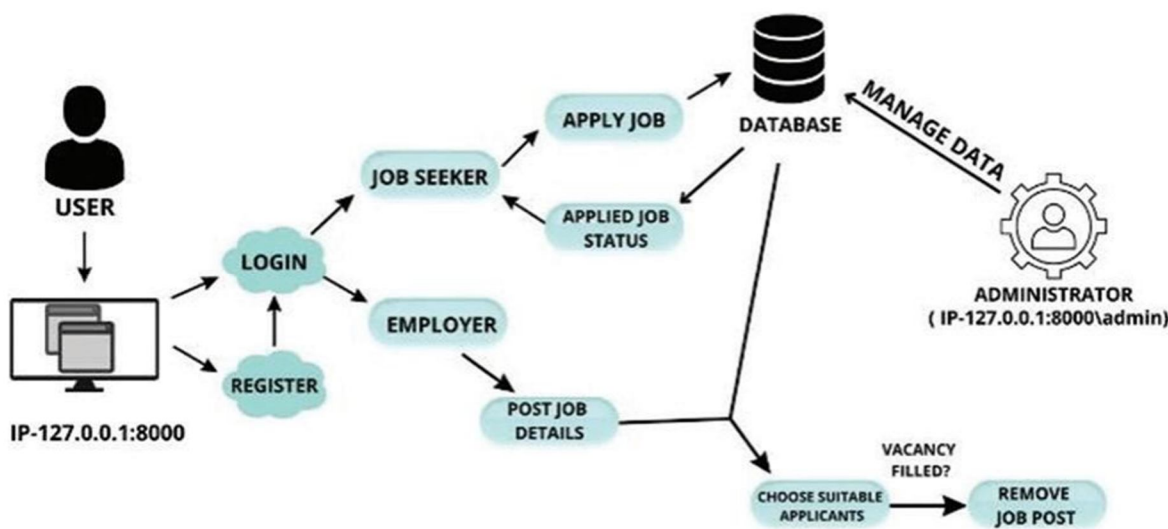 USER
IP-127.0.0.1:8000
LOGIN
REGISTER
JOB SEEKER
EMPLOYER
APPLY JOB
APPLIED JOB
STATUS
POST JOB
DETAILS
DATABASE
MANAGE DATA
ADMINISTRATOR
( IP-127.0.0.1:8000\admin)
CHOOSE SUITABLE
APPLICANTS
VACANCY
FILLED?
REMOVE
JOB POST